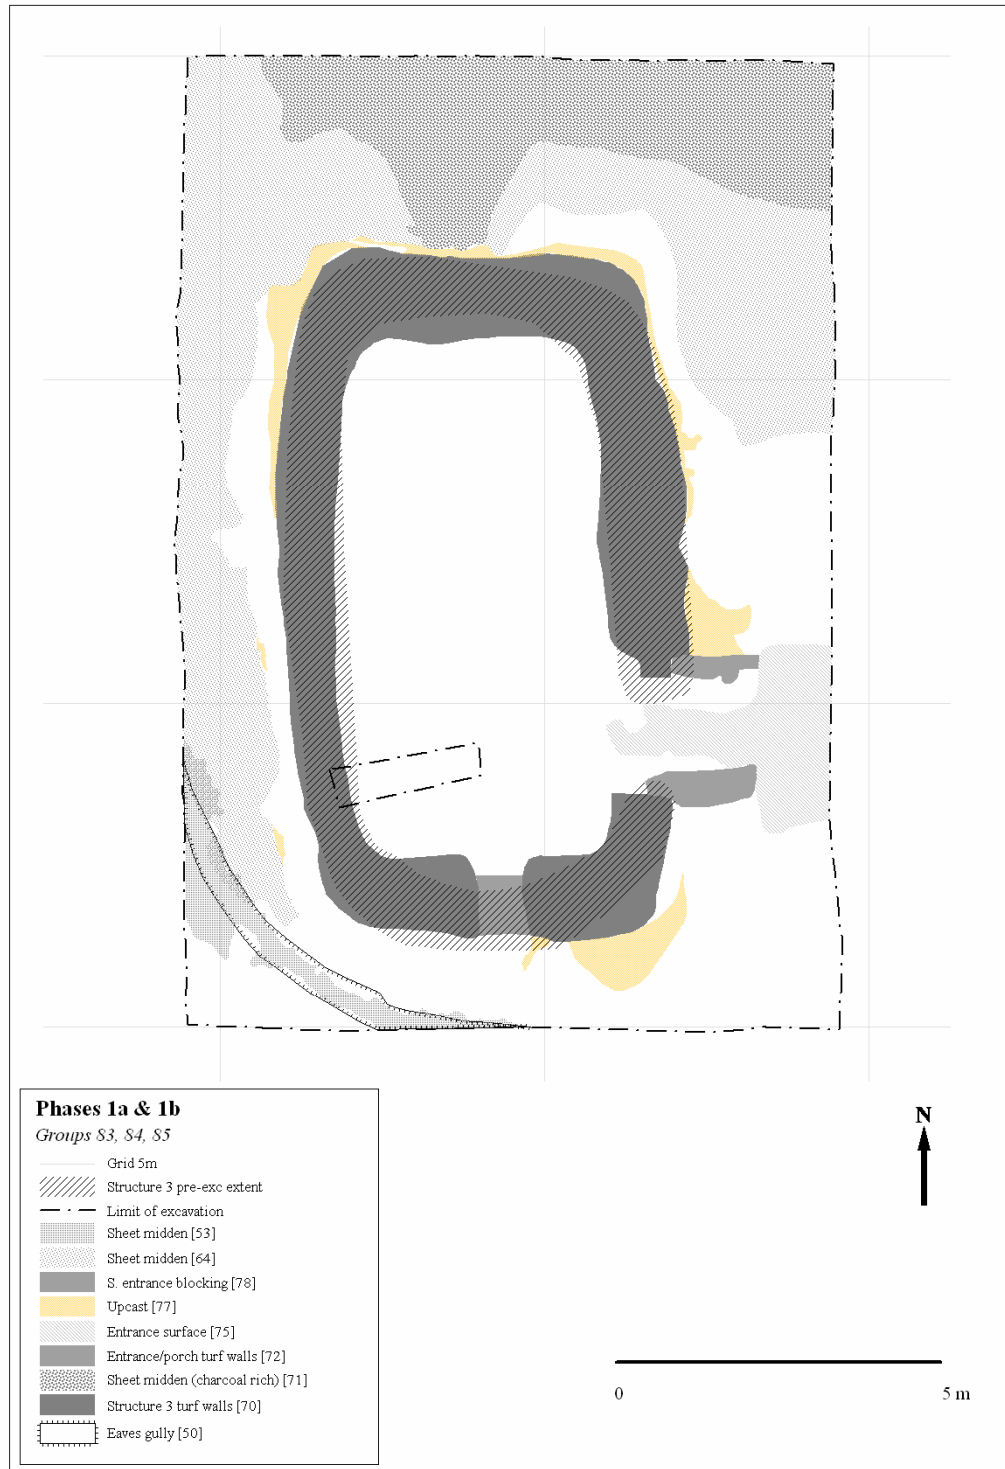 Phases 1a & 1b
Groups 83, 84, 85
Grid 5m
Structure 3 pre-exc extent
Limit of excavation
Sheet midden [53]
Sheet midden [64]
S. entrance blocking [78]
Upcast [77]
Entrance surface [75]
Entrance/porch turf walls [72]
Sheet midden (charcoal rich) [71]
Structure 3 turf walls [70]
Eaves gully [50]
N
0 5 m